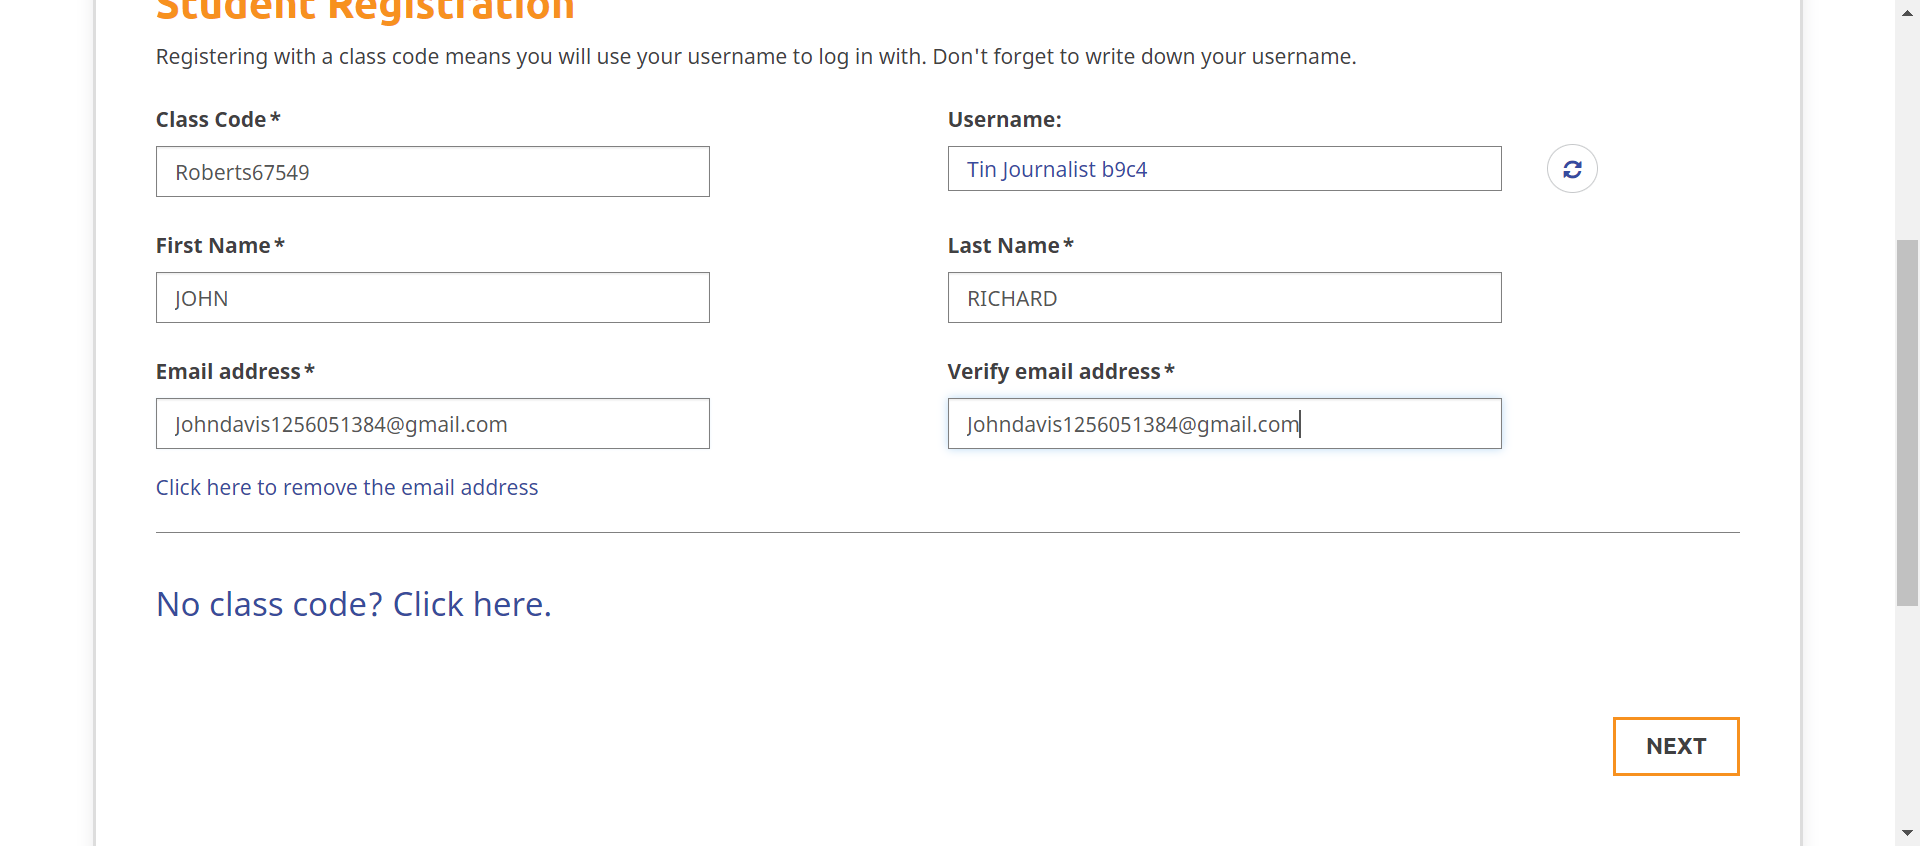 Student Registration
Registering with a class code means you will use your username to log in with. Don't forget to write down your username.
Class Code*
Username:
Roberts67549
Tin Journalist b9c4
First Name*
Last Name*
JOHN
RICHARD
Email address*
Verify email address*
Johndavis1256051384@gmail.com
Johndavis1256051384@gmail.com
Click here to remove the email address
No class code? Click here.
NEXT